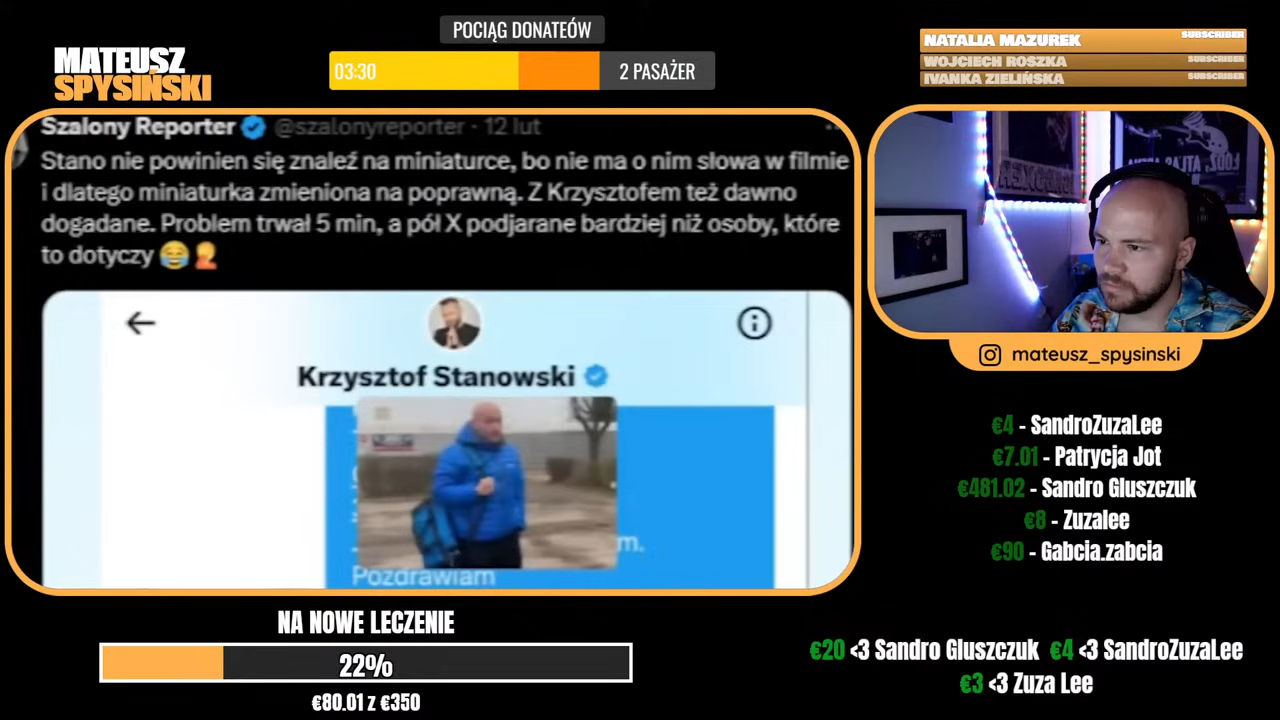 POCIĄG DONATEÓW
MATEUSZ
SPYSIŃSKI
03:30
2 PASAŻER
NATALIA MAZUREK SUBSCRIBER
WOJCIECH ROSZKA SUBSCRIBER
IVANKA ZIELIŃSKA SUBSCRIBER
Szalony Reporter @szalonyreporter · 12 lut
Stano nie powinien się znaleź na miniaturce, bo nie ma o nim słowa w filmie
i dlatego miniaturka zmieniona na poprawną. Z Krzysztofem też dawno
dogadane. Problem trwał 5 min, a pół X podjarane bardziej niż osoby, które
to dotyczy 😂🤦
Krzysztof Stanowski
m.
Pozdrawiam
mateusz_spysinski
€4 - SandroZuzaLee
€7.01 - Patrycja Jot
€481.02 - Sandro Gluszczuk
€8 - Zuzalee
€90 - Gabcia.zabcia
NA NOWE LECZENIE
22%
€80.01 z €350
€20 <3 Sandro Gluszczuk €4 <3 SandroZuzaLee
€3 <3 Zuza Lee